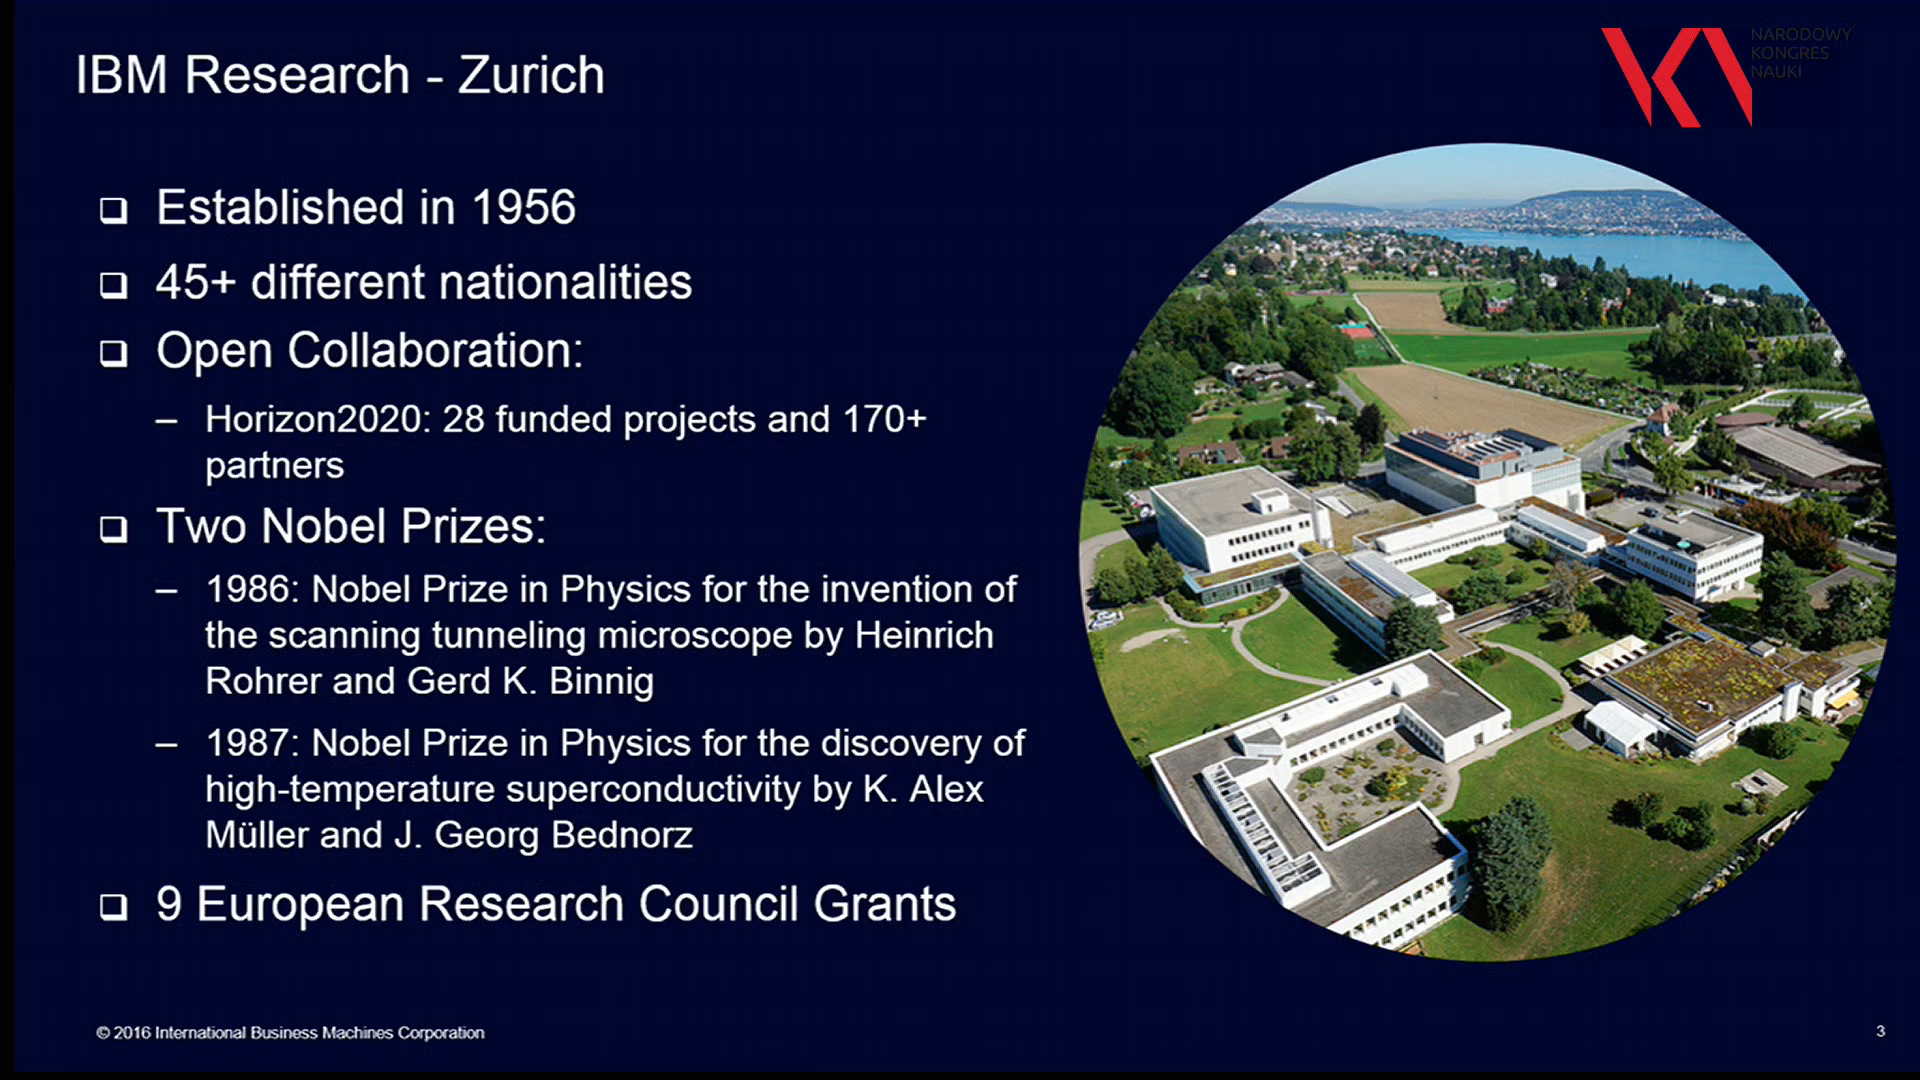 IBM Research - Zurich
NARODOWY
KONGRES
NAUKI
Established in 1956
45+ different nationalities
Open Collaboration:
– Horizon2020: 28 funded projects and 170+
partners
Two Nobel Prizes:
– 1986: Nobel Prize in Physics for the invention of
the scanning tunneling microscope by Heinrich
Rohrer and Gerd K. Binnig
– 1987: Nobel Prize in Physics for the discovery of
high-temperature superconductivity by K. Alex
Müller and J. Georg Bednorz
9 European Research Council Grants
© 2016 International Business Machines Corporation
3